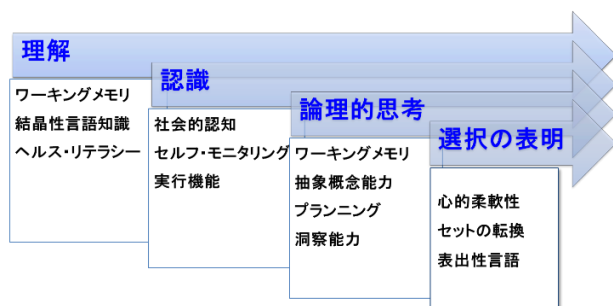 理解
ワーキングメモリ
結晶性言語知識
ヘルス・リテラシー
認識
社会的認知
セルフ・モニタリング
実行機能
論理的思考
ワーキングメモリ
抽象概念能力
プランニング
洞察能力
選択の表明
心的柔軟性
セットの転換
表出性言語